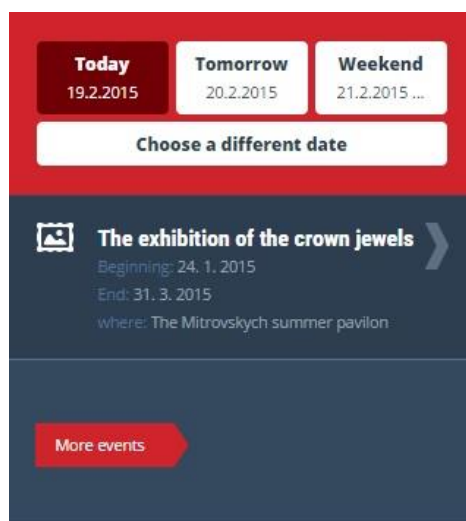 Today
19.2.2015
Tomorrow
20.2.2015
Weekend
21.2.2015 ...
Choose a different date
The exhibition of the crown jewels
Beginning: 24. 1. 2015
End: 31. 3. 2015
where: The Mitrovskych summer pavilon
More events